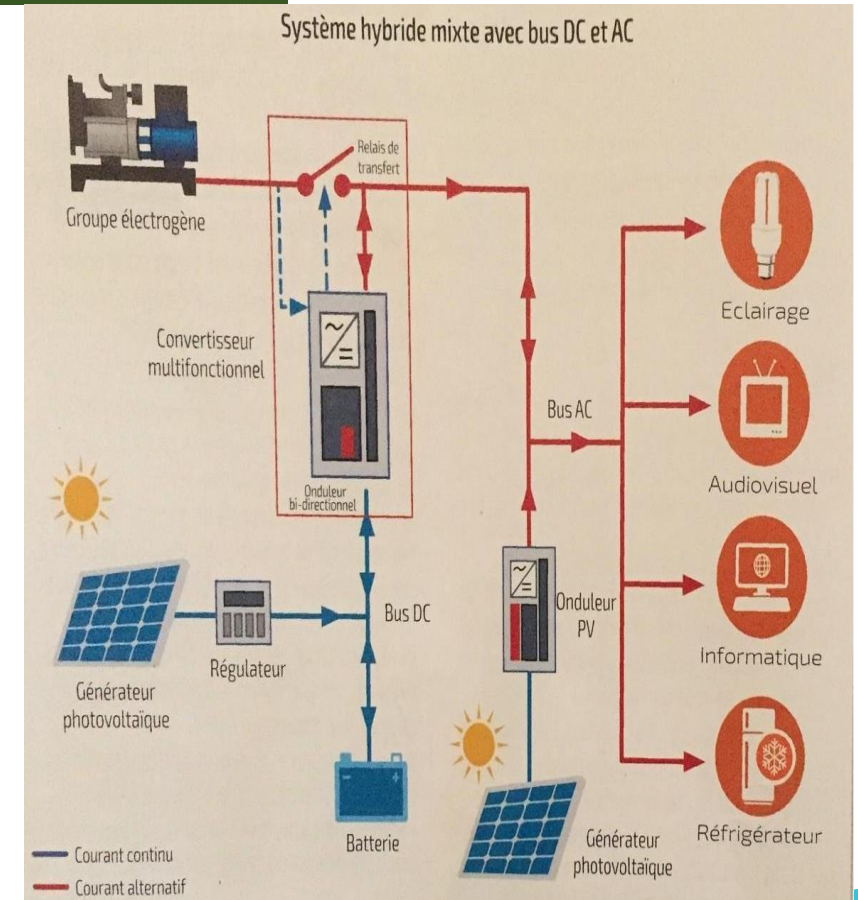 Système hybride mixte avec bus DC et AC
Relais de
transfert
Groupe électrogène
Convertisseur
multifonctionnel
Onduleur
bi-directionnel
Eclairage
Bus AC
Audiovisuel
Bus DC
Onduleur
PV
Informatique
Régulateur
Générateur
photovoltaïque
Batterie
Générateur
photovoltaïque
Réfrigérateur
Courant continu
Courant alternatif